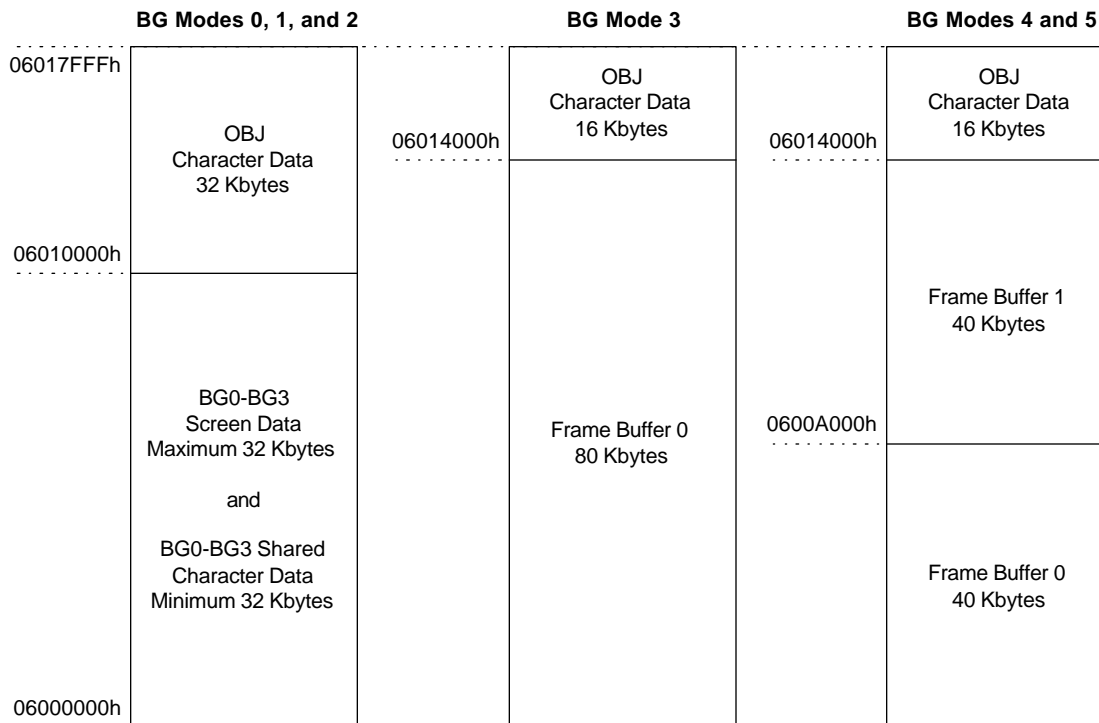 BG Modes 0, 1, and 2
BG Mode 3
BG Modes 4 and 5
06017FFFh
OBJ
Character Data
32 Kbytes
06010000h
BG0-BG3
Screen Data
Maximum 32 Kbytes
and
BG0-BG3 Shared
Character Data
Minimum 32 Kbytes
06000000h
OBJ
Character Data
16 Kbytes
06014000h
Frame Buffer 0
80 Kbytes
OBJ
Character Data
16 Kbytes
06014000h
Frame Buffer 1
40 Kbytes
0600A000h
Frame Buffer 0
40 Kbytes